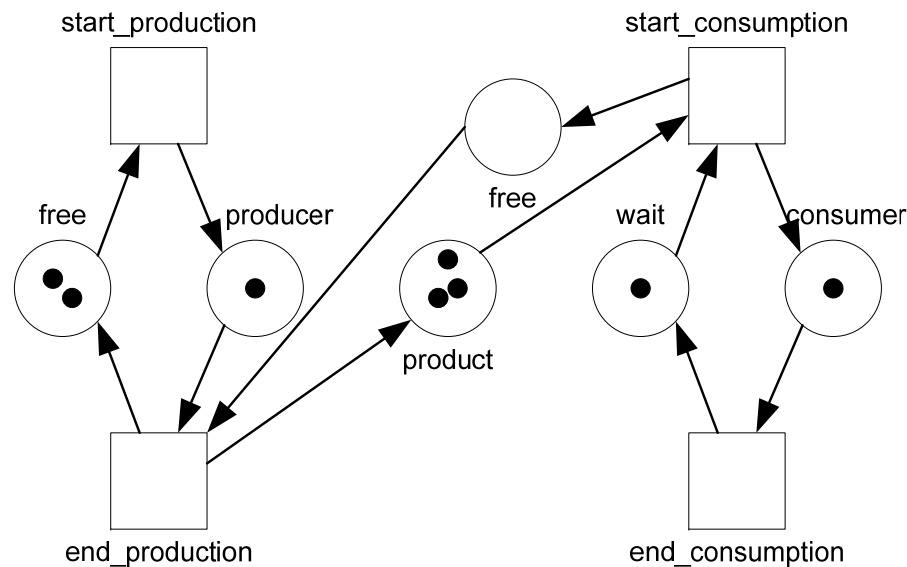 start_production
start_consumption
free
free
producer
wait
consumer
product
end_production
end_consumption